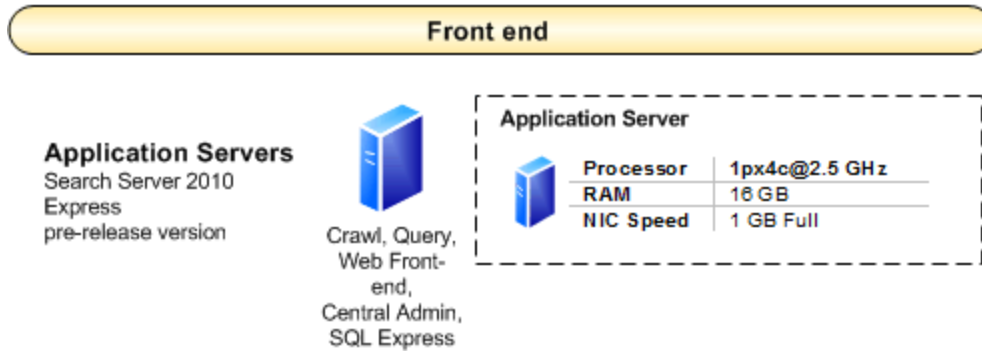 Front end
Application Servers
Search Server 2010
Express
pre-release version
Crawl, Query,
Web Front-
end,
Central Admin,
SQL Express
Application Server
Processor 1px4c@2.5 GHz
RAM 16 GB
NIC Speed 1 GB Full